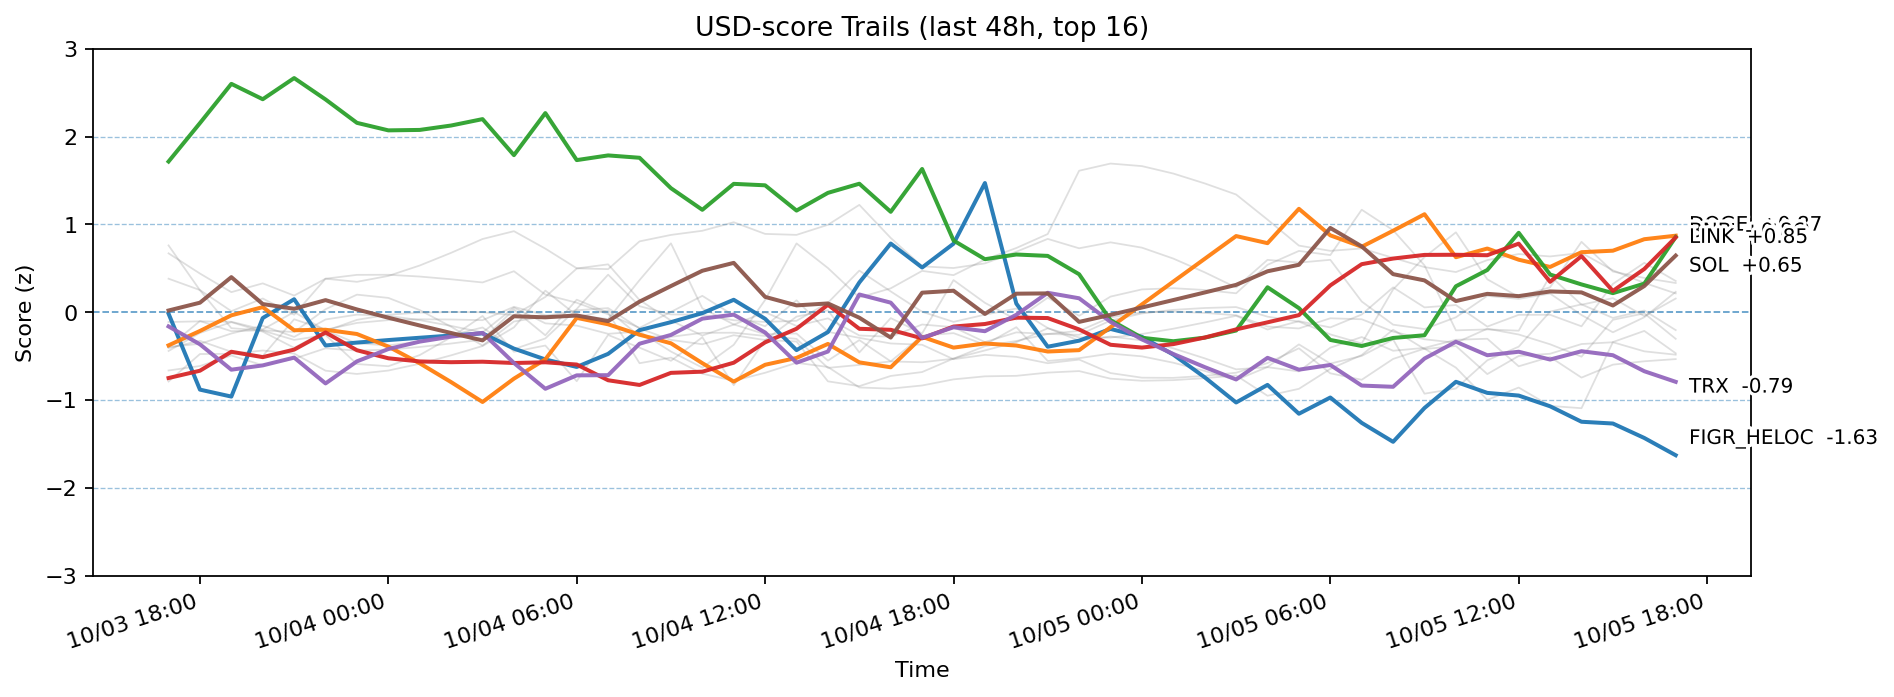 USD-score Trails (last 48h, top 16)
Score (z)
3
2
1
0
−1
−2
−3
LINK +0.85
SOL +0.65
TRX -0.79
FIGR_HELOC -1.63
10/03 18:00
10/04 00:00
10/04 06:00
10/04 12:00
10/04 18:00
10/05 00:00
10/05 06:00
10/05 12:00
10/05 18:00
Time